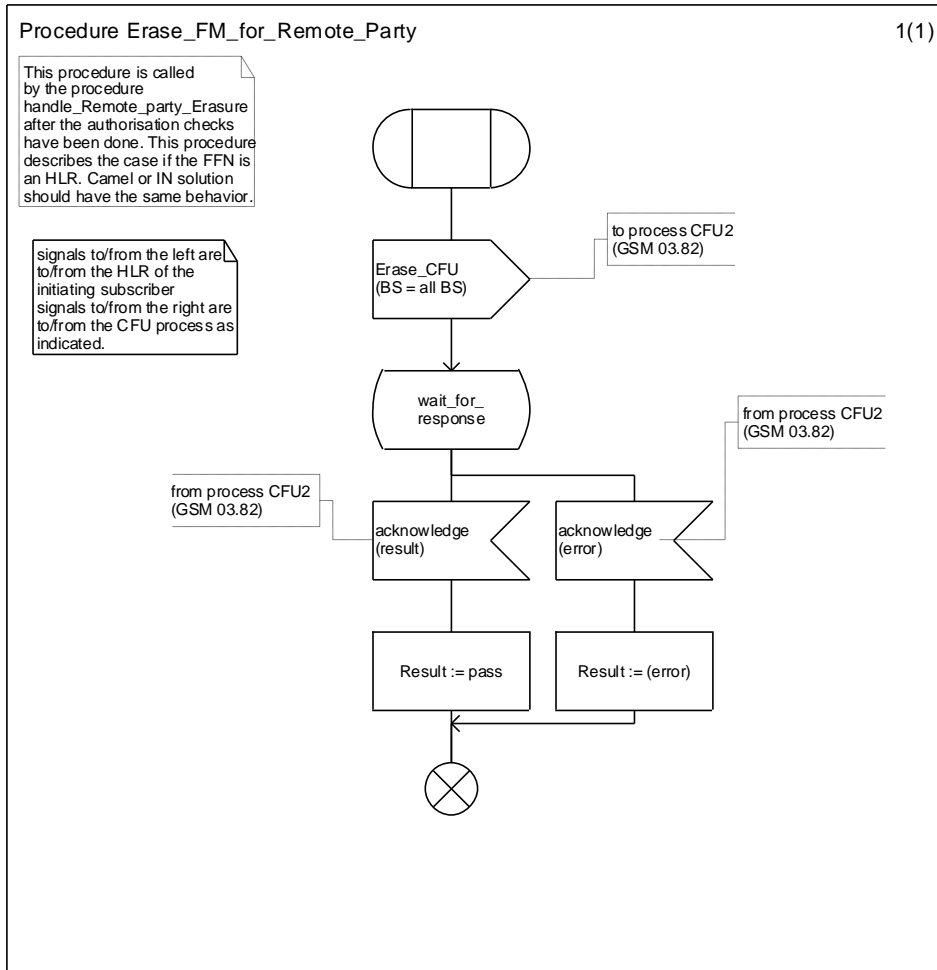 Procedure Erase_FM_for_Remote_Party 1(1)
This procedure is called
by the procedure
handle_Remote_party_Erasure
after the authorisation checks
have been done. This procedure
describes the case if the FFN is
an HLR. Camel or IN solution
should have the same behavior.
signals to/from the left are
to/from the HLR of the
initiating subscriber
signals to/from the right are
to/from the CFU process as
indicated.
Erase_CFU
(BS = all BS)
to process CFU2
(GSM 03.82)
wait_for_
response
from process CFU2
(GSM 03.82)
from process CFU2
(GSM 03.82)
acknowledge
(result)
acknowledge
(error)
Result := pass
Result := (error)